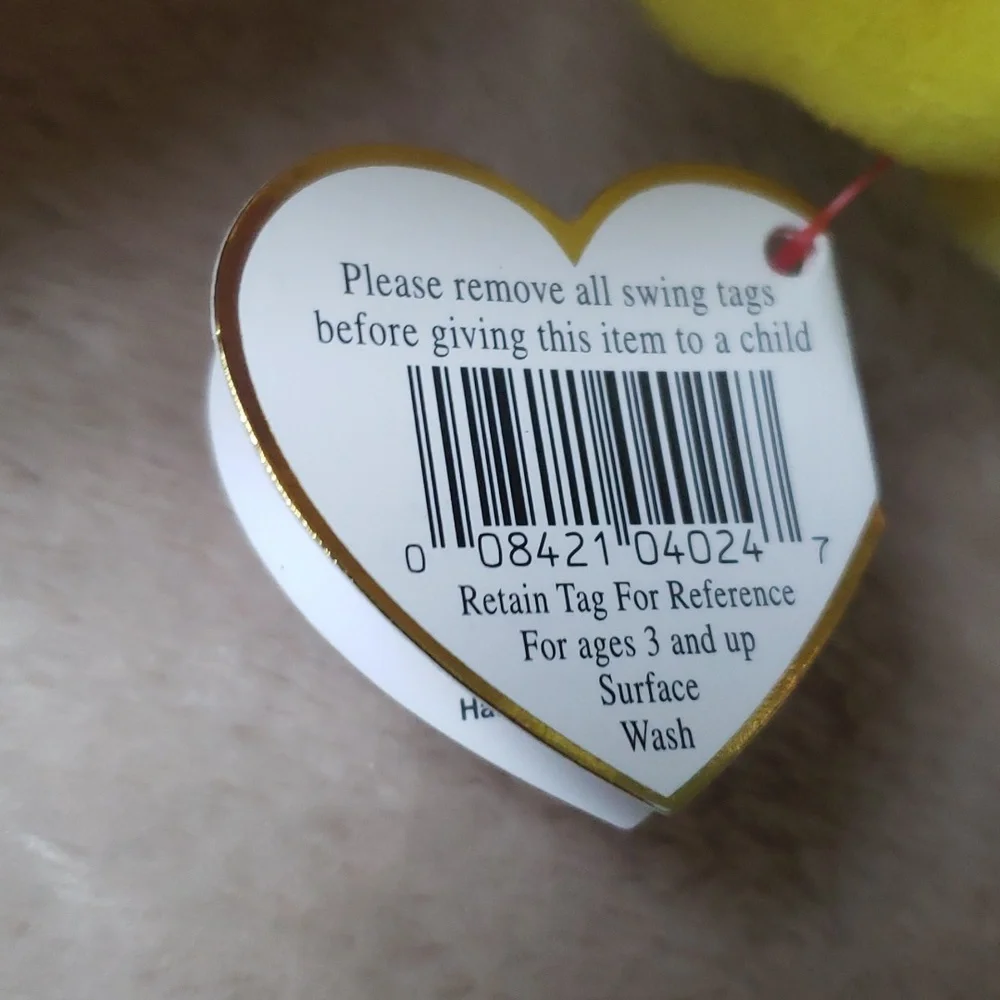 Please remove all swing tags
before giving this item to a child
0 08421 04024 7
Retain Tag For Reference
For ages 3 and up
Surface
Wash